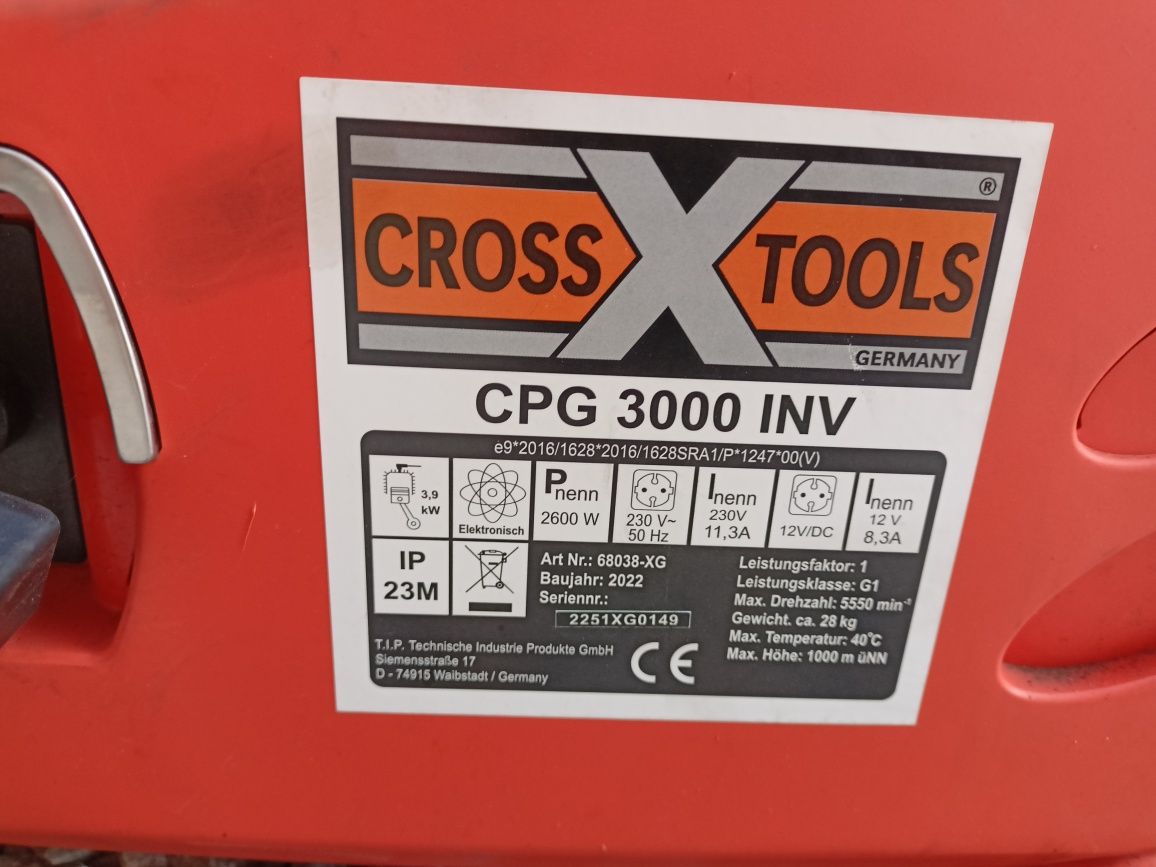 ®
CROSS X TOOLS
GERMANY
CPG 3000 INV
e9*2016/1628*2016/1628SRA1/P*1247*00(V)
3,9
kW
Elektronisch
Pnenn
2600 W
230 V~
50 Hz
Inenn
230V
11,3A
12V/DC
Inenn
12 V
8,3A
IP
23M
Art Nr.: 68038-XG
Baujahr: 2022
Seriennr.:
2251XG0149
Leistungsfaktor: 1
Leistungsklasse: G1
Max. Drehzahl: 5550 min⁻¹
Gewicht. ca. 28 kg
Max. Temperatur: 40°C
Max. Höhe: 1000 m üNN
T.I.P. Technische Industrie Produkte GmbH
Siemensstraße 17
D - 74915 Waibstadt / Germany
CE